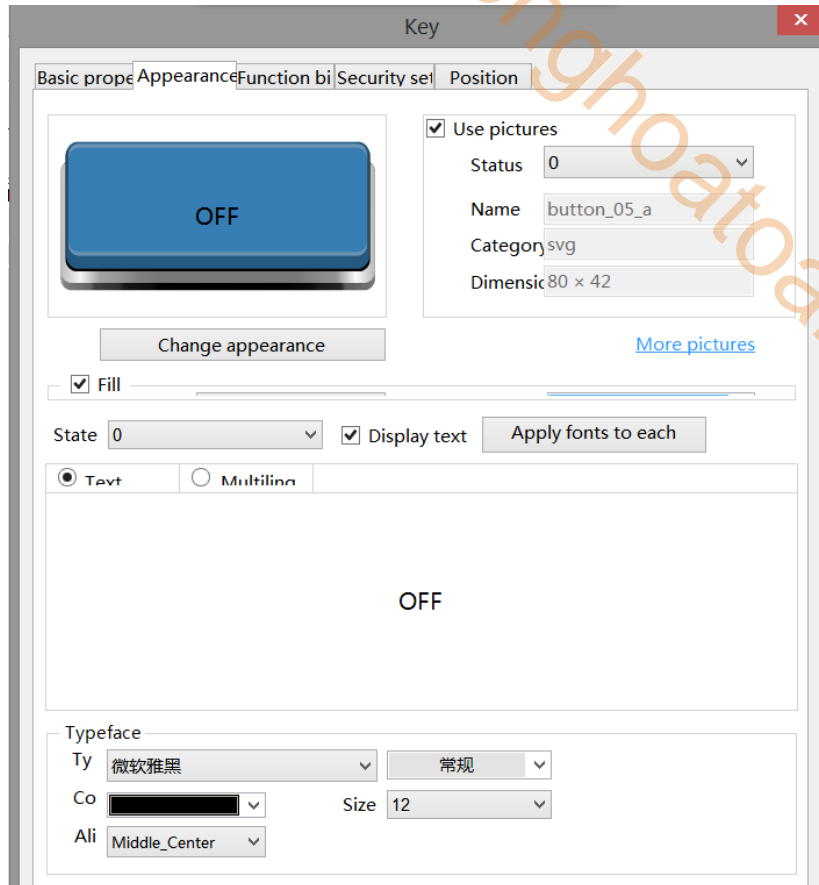 Key
Basic prope Appearance Function bi Security set Position
OFF
Use pictures
Status 0
Name button_05_a
Category svg
Dimensic 80 × 42
Change appearance
More pictures
Fill
State 0 Display text Apply fonts to each
Text Multiling
OFF
Typeface
Ty 微软雅黑 常规
Co Size 12
Ali Middle_Center